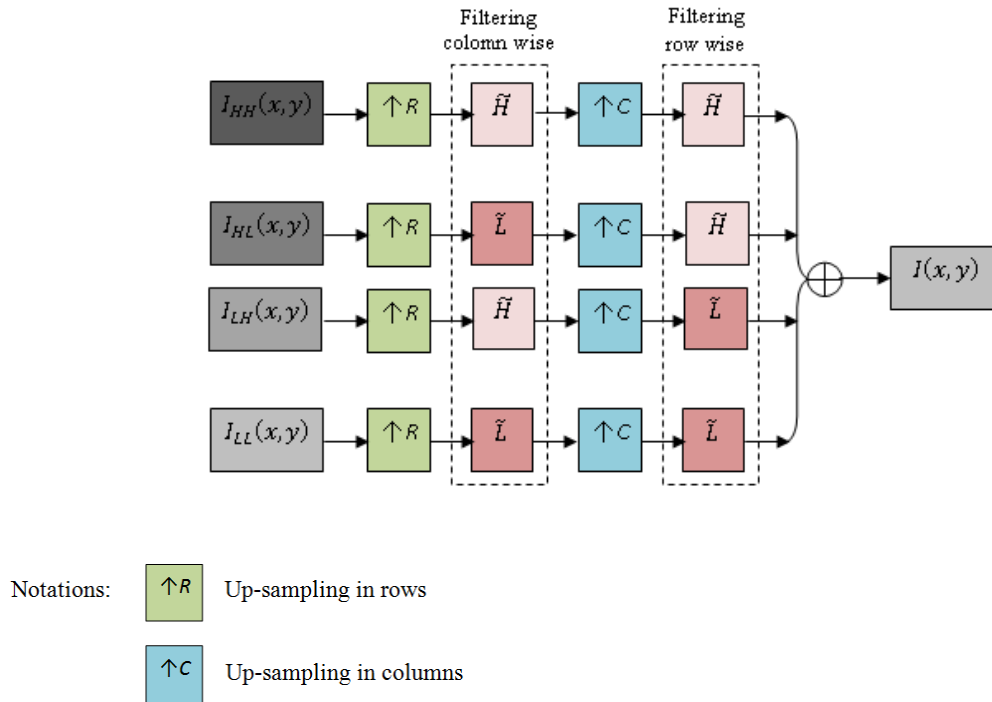 Filtering
colomn wise
Filtering
row wise
I_HH(x,y) ↑R H̃ ↑C H̃
I_HL(x,y) ↑R L̃ ↑C H̃
I(x,y)
I_LH(x,y) ↑R H̃ ↑C L̃
I_LL(x,y) ↑R L̃ ↑C L̃
Notations: ↑R Up-sampling in rows
↑C Up-sampling in columns